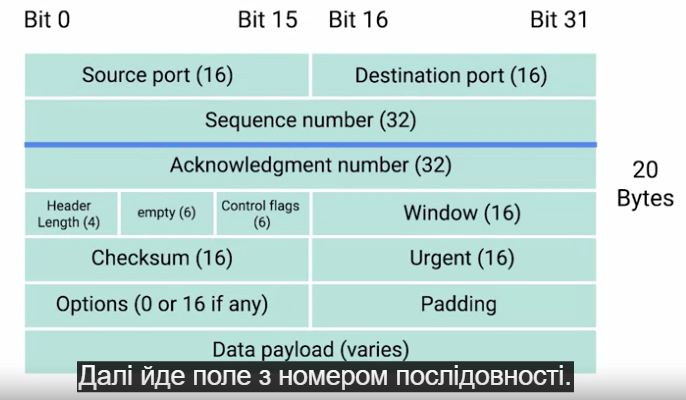 Bit 0 Bit 15 Bit 16 Bit 31
Source port (16) Destination port (16)
Sequence number (32)
Acknowledgment number (32)
20
Bytes
Header
Length (4)
empty (6)
Control flags
(6)
Window (16)
Checksum (16) Urgent (16)
Options (0 or 16 if any) Padding
Data payload (varies)
Далі йде поле з номером послідовності.